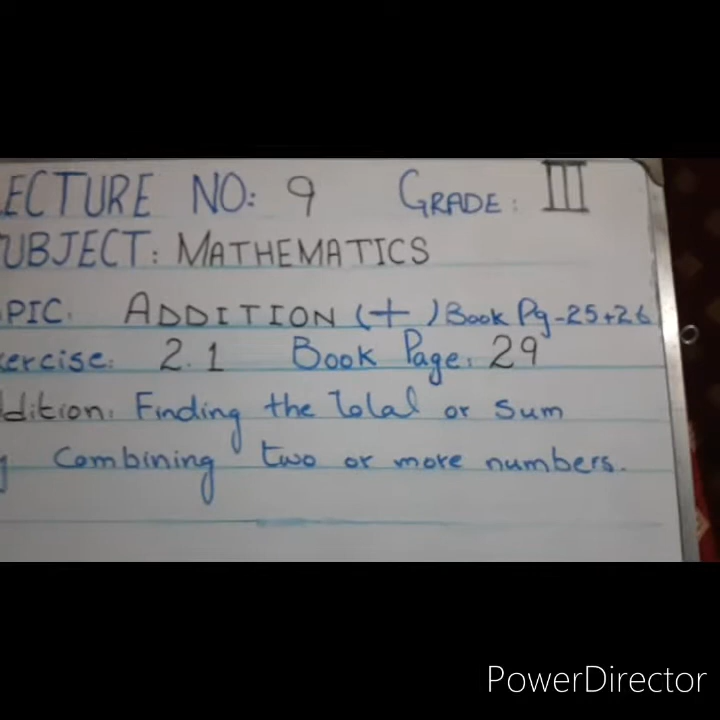 ECTURE NO: 9 GRADE: III
UBJECT: MATHEMATICS
PIC. ADDITION (+) Book Pg-25+26
ercise: 2.1 Book Page: 29
dition: Finding the Total or Sum
y Combining two or more numbers.
PowerDirector